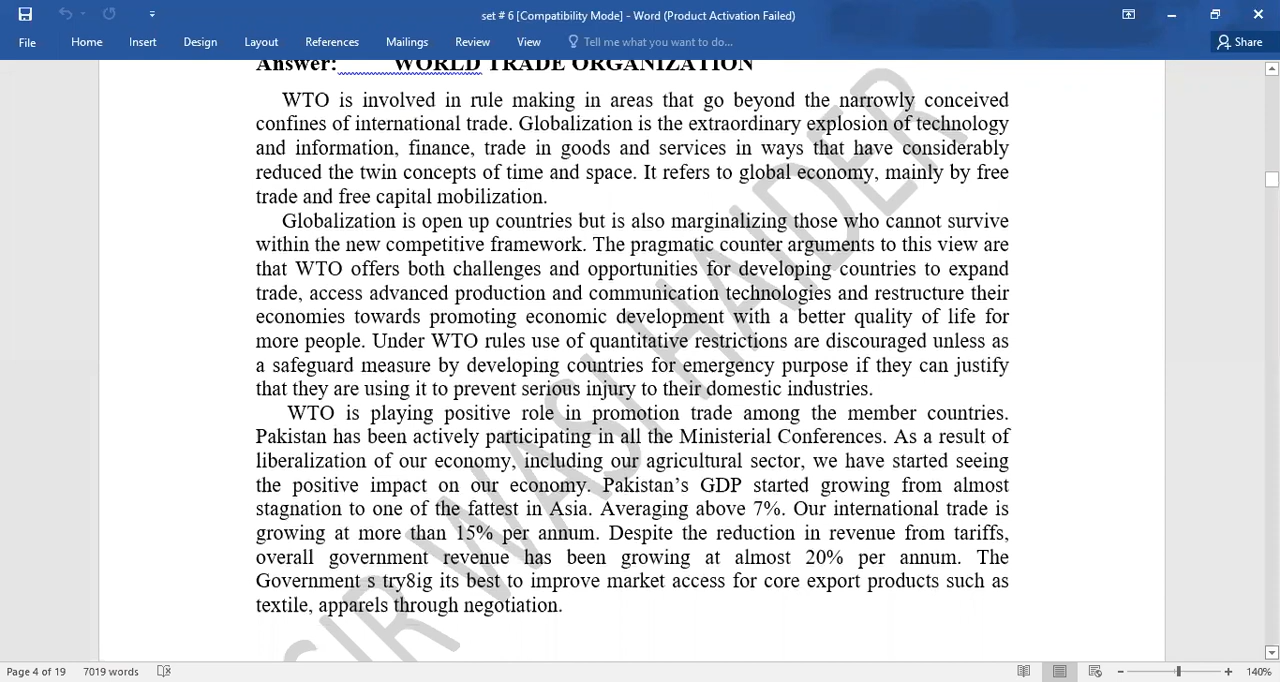 set # 6 [Compatibility Mode] - Word (Product Activation Failed)
File Home Insert Design Layout References Mailings Review View Tell me what you want to do... Share
Answer: WORLD TRADE ORGANIZATION
WTO is involved in rule making in areas that go beyond the narrowly conceived
confines of international trade. Globalization is the extraordinary explosion of technology
and information, finance, trade in goods and services in ways that have considerably
reduced the twin concepts of time and space. It refers to global economy, mainly by free
trade and free capital mobilization.
Globalization is open up countries but is also marginalizing those who cannot survive
within the new competitive framework. The pragmatic counter arguments to this view are
that WTO offers both challenges and opportunities for developing countries to expand
trade, access advanced production and communication technologies and restructure their
economies towards promoting economic development with a better quality of life for
more people. Under WTO rules use of quantitative restrictions are discouraged unless as
a safeguard measure by developing countries for emergency purpose if they can justify
that they are using it to prevent serious injury to their domestic industries.
WTO is playing positive role in promotion trade among the member countries.
Pakistan has been actively participating in all the Ministerial Conferences. As a result of
liberalization of our economy, including our agricultural sector, we have started seeing
the positive impact on our economy. Pakistan's GDP started growing from almost
stagnation to one of the fattest in Asia. Averaging above 7%. Our international trade is
growing at more than 15% per annum. Despite the reduction in revenue from tariffs,
overall government revenue has been growing at almost 20% per annum. The
Government s try8ig its best to improve market access for core export products such as
textile, apparels through negotiation.
SIR WASI HAIDER
Page 4 of 19 7019 words 140%